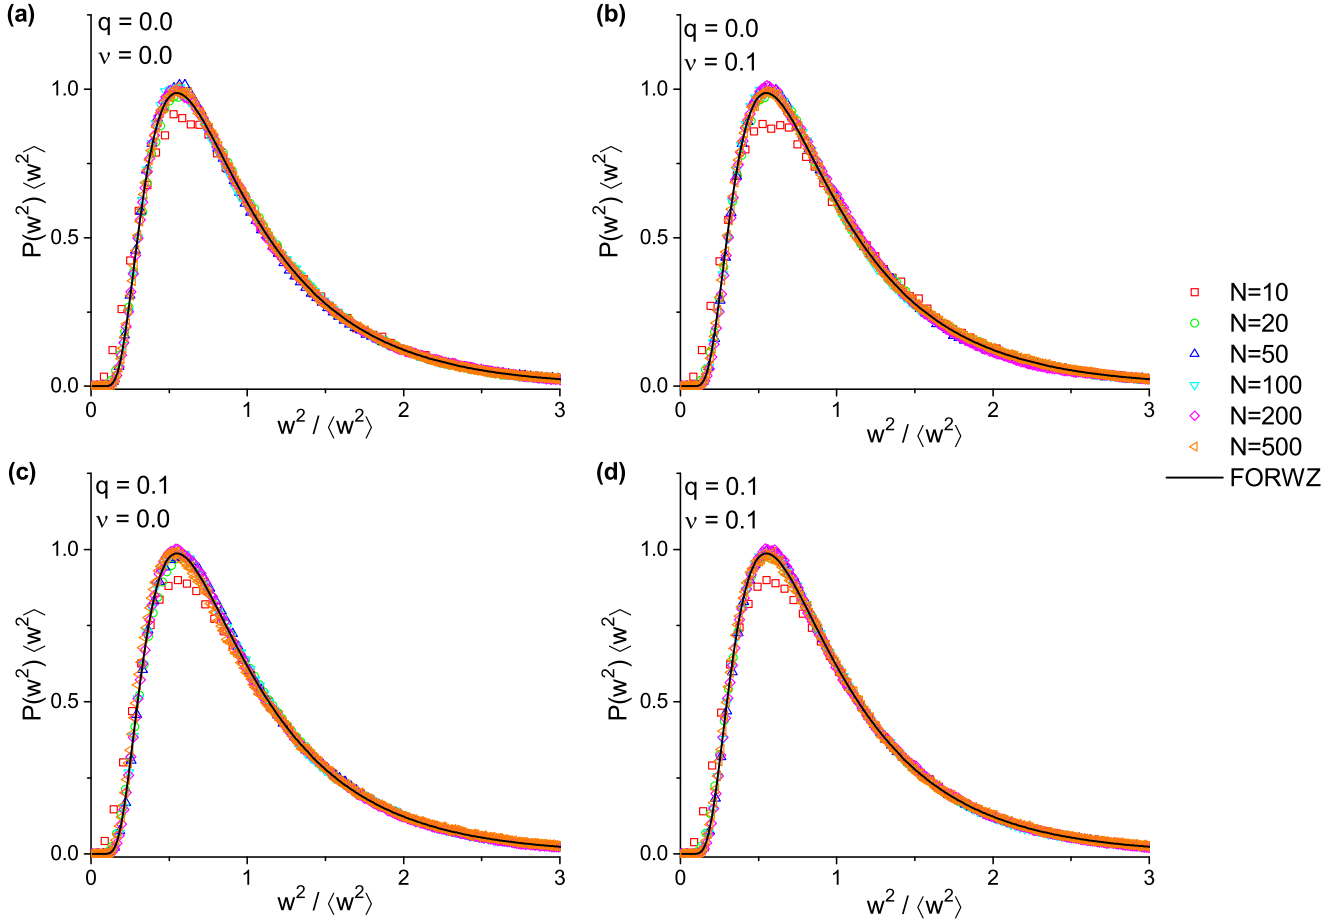 (a)
q = 0.0
ν = 0.0
1.0
0.5
0.0
P(w²) ⟨w²⟩
0 1 2 3
w² / ⟨w²⟩
(b)
q = 0.0
ν = 0.1
1.0
0.5
0.0
P(w²) ⟨w²⟩
0 1 2 3
w² / ⟨w²⟩
N=10
N=20
N=50
N=100
N=200
N=500
FORWZ
(c)
q = 0.1
ν = 0.0
1.0
0.5
0.0
P(w²) ⟨w²⟩
0 1 2 3
w² / ⟨w²⟩
(d)
q = 0.1
ν = 0.1
1.0
0.5
0.0
P(w²) ⟨w²⟩
0 1 2 3
w² / ⟨w²⟩